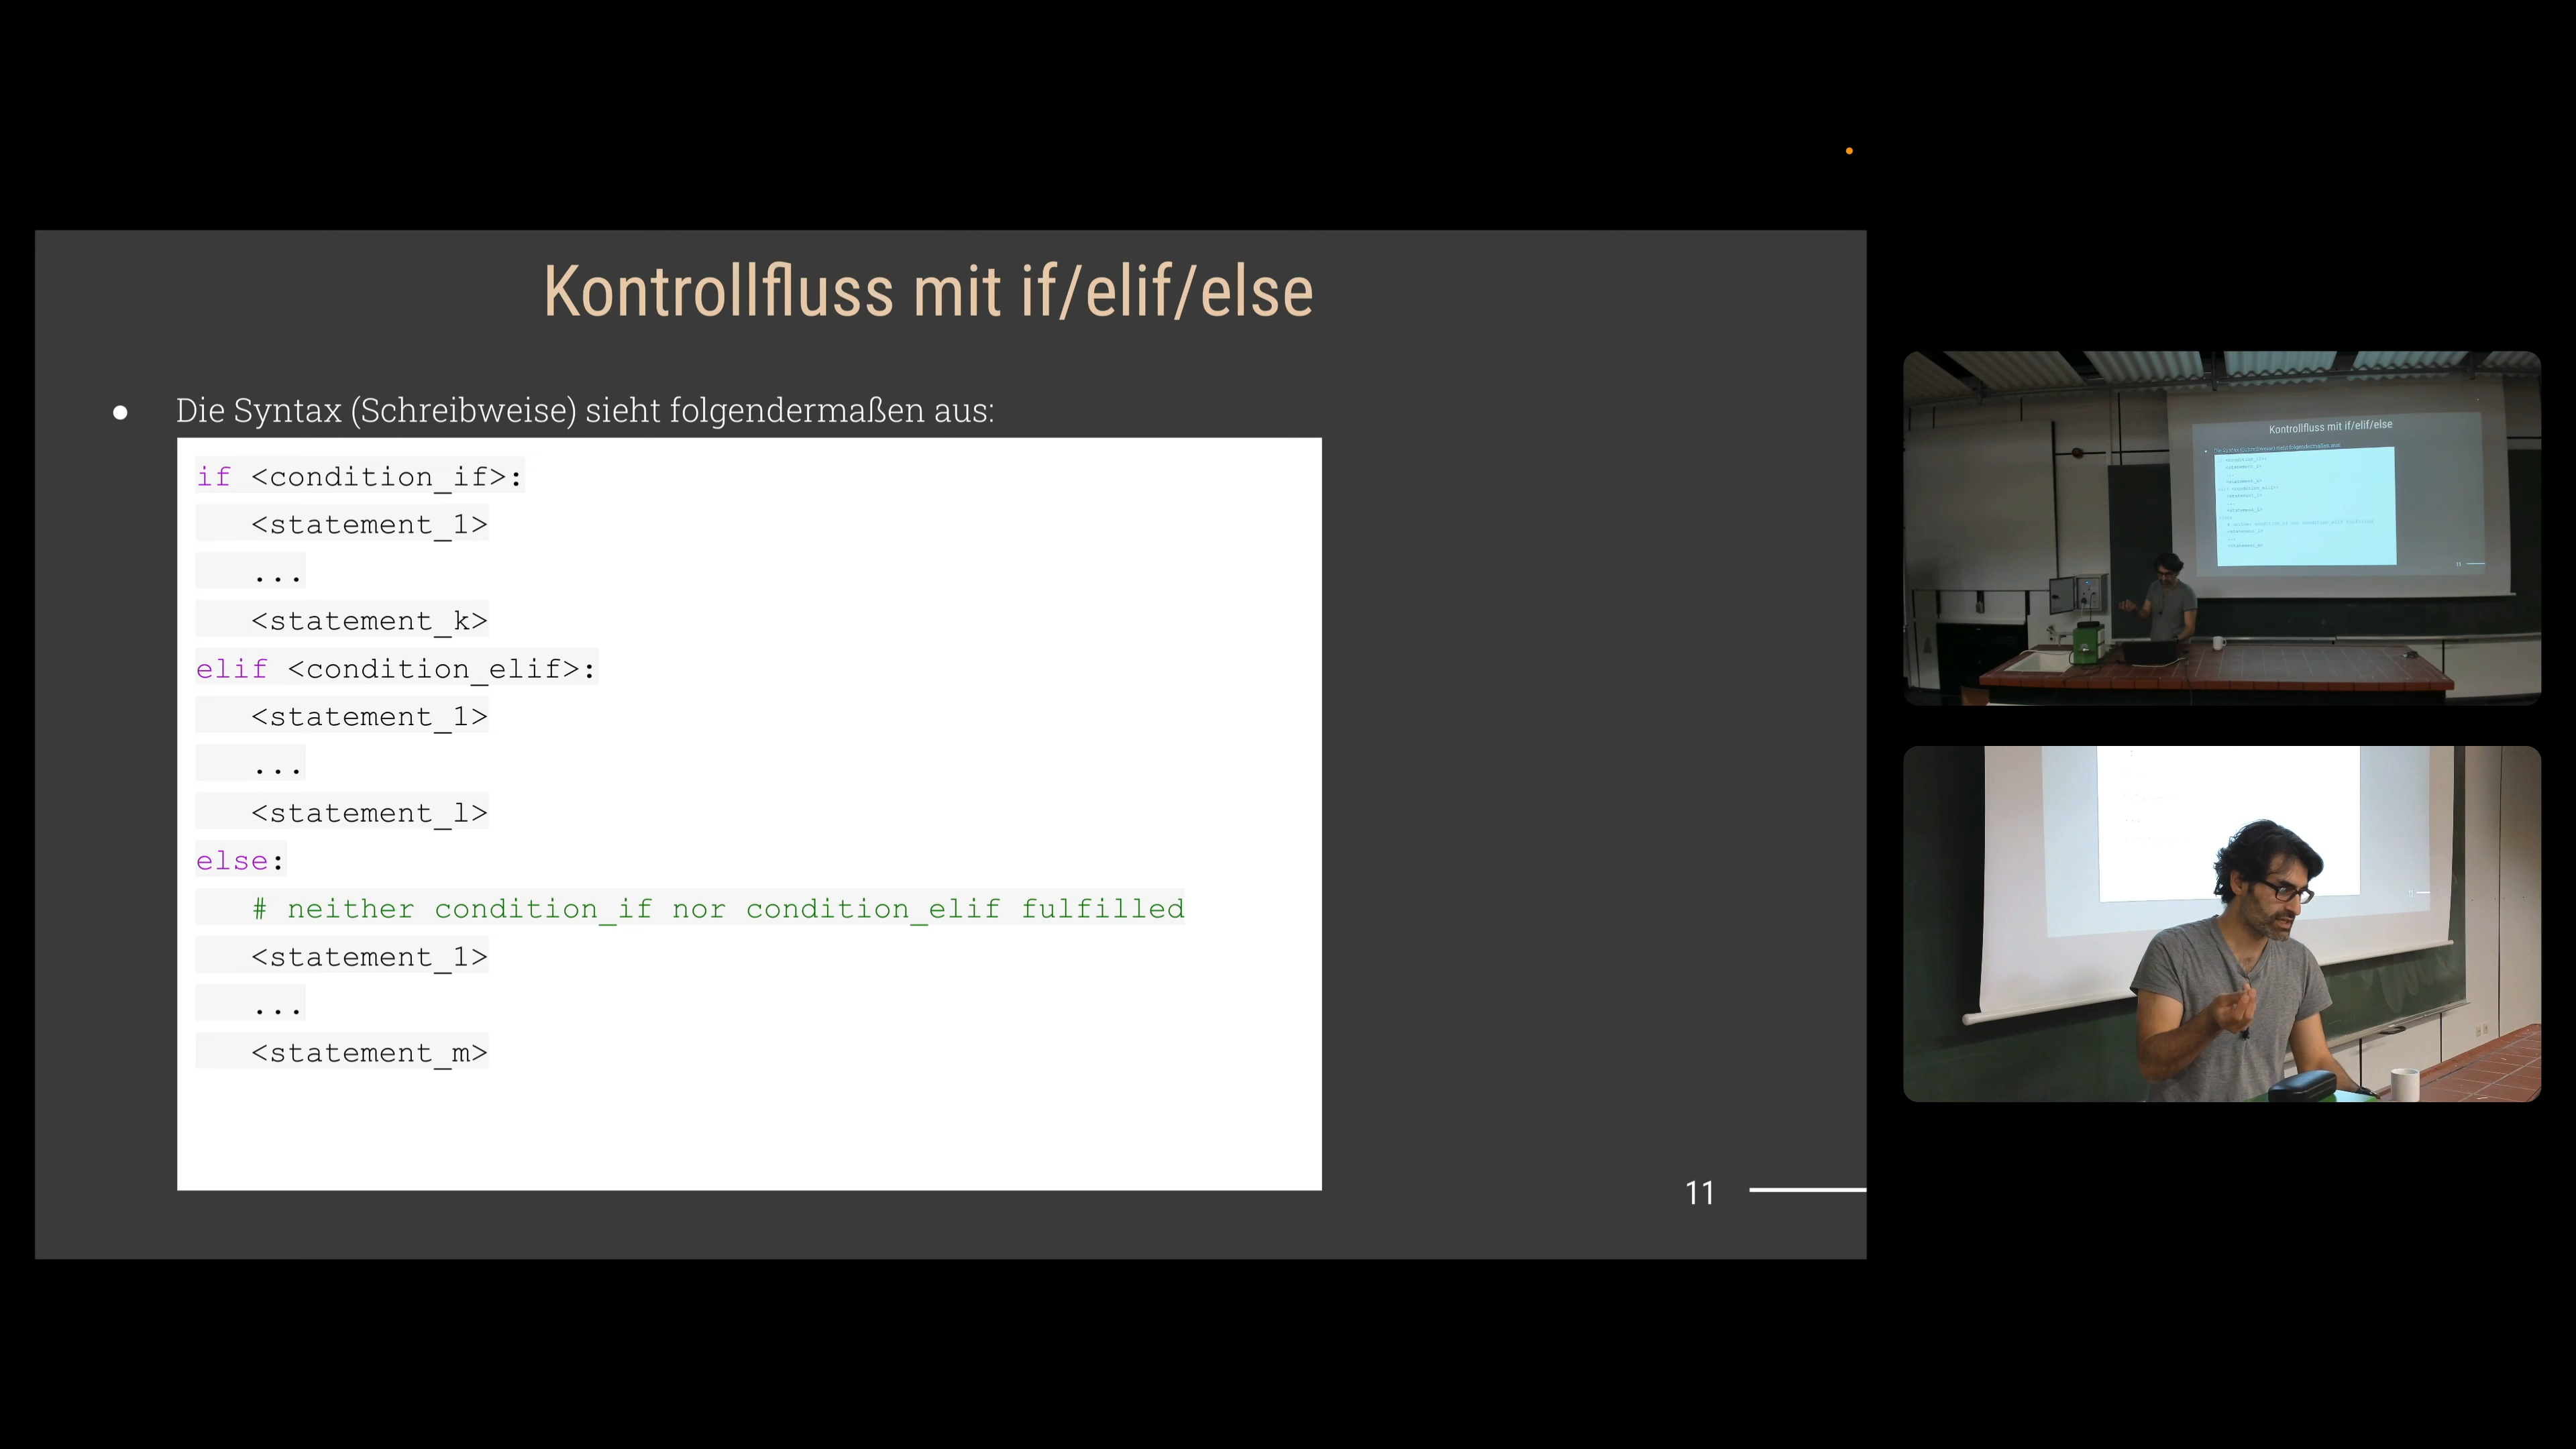 Kontrollfluss mit if/elif/else
● Die Syntax (Schreibweise) sieht folgendermaßen aus:
if <condition_if>:
<statement_1>
...
<statement_k>
elif <condition_elif>:
<statement_1>
...
<statement_l>
else:
# neither condition_if nor condition_elif fulfilled
<statement_1>
...
<statement_m>
11
Kontrollfluss mit if/elif/else
11